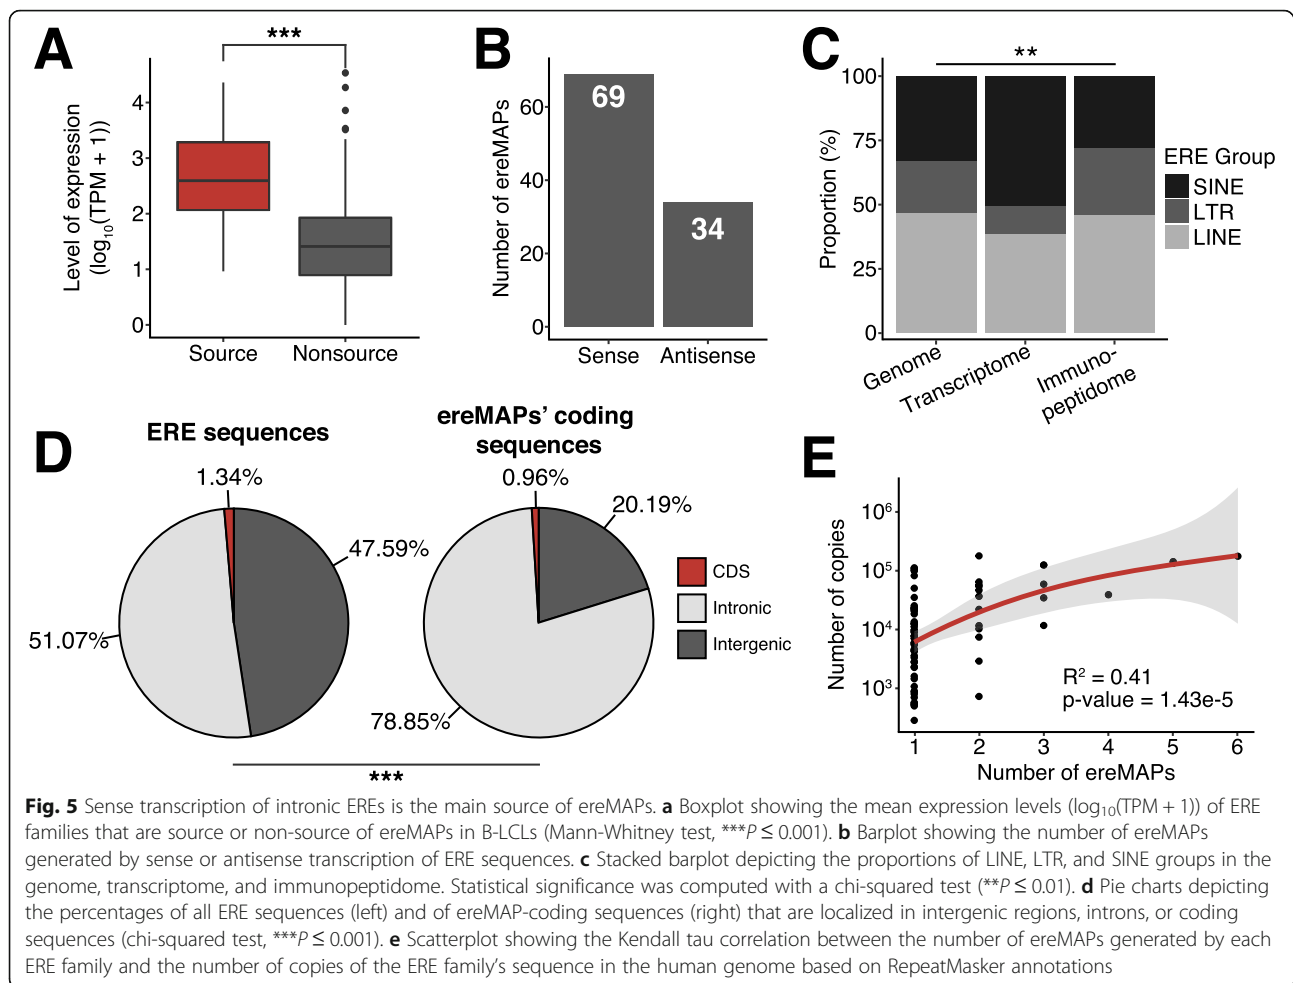 A
***
Level of expression
(log10(TPM + 1))
4
3
2
1
0
Source
Nonsource
B
Number of ereMAPs
60
40
20
0
69
34
Sense
Antisense
C
**
Proportion (%)
100
75
50
25
0
Genome
Transcriptome
Immuno-
peptidome
ERE Group
SINE
LTR
LINE
D
ERE sequences
1.34%
47.59%
51.07%
ereMAPs' coding
sequences
0.96%
20.19%
78.85%
CDS
Intronic
Intergenic
***
E
Number of copies
10⁶
10⁵
10⁴
10³
R² = 0.41
p-value = 1.43e-5
1 2 3 4 5 6
Number of ereMAPs
Fig. 5 Sense transcription of intronic EREs is the main source of ereMAPs. a Boxplot showing the mean expression levels (log10(TPM + 1)) of ERE
families that are source or non-source of ereMAPs in B-LCLs (Mann-Whitney test, ***P ≤ 0.001). b Barplot showing the number of ereMAPs
generated by sense or antisense transcription of ERE sequences. c Stacked barplot depicting the proportions of LINE, LTR, and SINE groups in the
genome, transcriptome, and immunopeptidome. Statistical significance was computed with a chi-squared test (**P ≤ 0.01). d Pie charts depicting
the percentages of all ERE sequences (left) and of ereMAP-coding sequences (right) that are localized in intergenic regions, introns, or coding
sequences (chi-squared test, ***P ≤ 0.001). e Scatterplot showing the Kendall tau correlation between the number of ereMAPs generated by each
ERE family and the number of copies of the ERE family's sequence in the human genome based on RepeatMasker annotations